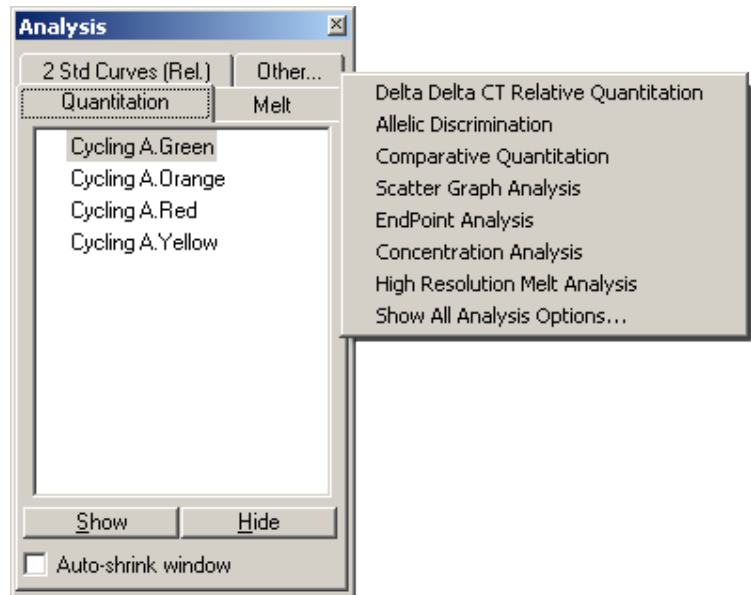 Analysis
2 Std Curves (Rel.)
Other...
Quantitation
Melt
Cycling A.Green
Cycling A.Orange
Cycling A.Red
Cycling A.Yellow
Show
Hide
Auto-shrink window
Delta Delta CT Relative Quantitation
Allelic Discrimination
Comparative Quantitation
Scatter Graph Analysis
EndPoint Analysis
Concentration Analysis
High Resolution Melt Analysis
Show All Analysis Options...